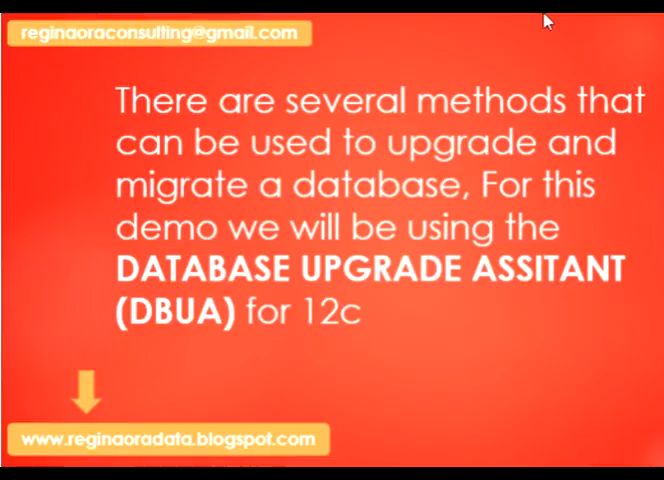 reginaoraconsulting@gmail.com
There are several methods that
can be used to upgrade and
migrate a database, For this
demo we will be using the
DATABASE UPGRADE ASSITANT
(DBUA) for 12c
www.reginaoradata.blogspot.com